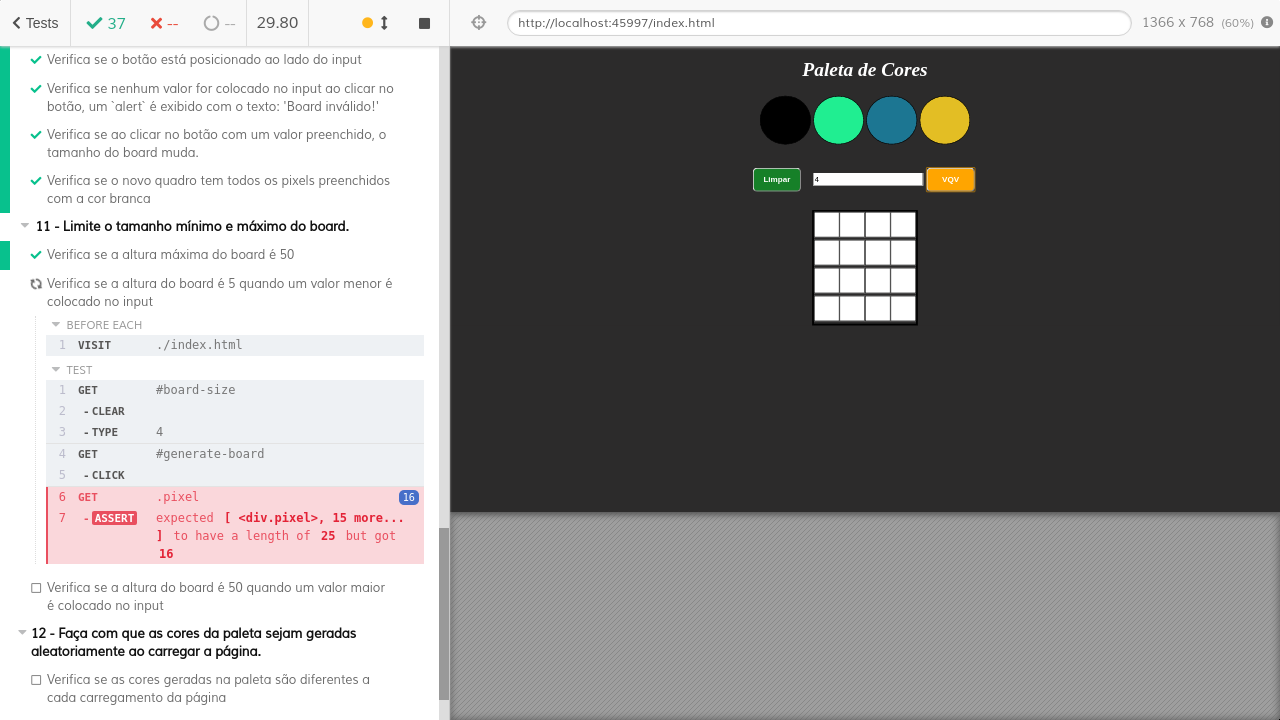 Tests
37
--
--
29.80
http://localhost:45997/index.html
1366 x 768 (60%)
Verifica se o botão está posicionado ao lado do input
Verifica se nenhum valor for colocado no input ao clicar no
botão, um `alert` é exibido com o texto: 'Board inválido!'
Verifica se ao clicar no botão com um valor preenchido, o
tamanho do board muda.
Verifica se o novo quadro tem todos os pixels preenchidos
com a cor branca
11 - Limite o tamanho mínimo e máximo do board.
Verifica se a altura máxima do board é 50
Verifica se a altura do board é 5 quando um valor menor é
colocado no input
BEFORE EACH
1 VISIT ./index.html
TEST
1 GET #board-size
2 -CLEAR
3 -TYPE 4
4 GET #generate-board
5 -CLICK
6 GET .pixel 16
7 -ASSERT expected [ <div.pixel>, 15 more...
] to have a length of 25 but got
16
Verifica se a altura do board é 50 quando um valor maior
é colocado no input
12 - Faça com que as cores da paleta sejam geradas
aleatoriamente ao carregar a página.
Verifica se as cores geradas na paleta são diferentes a
cada carregamento da página
Paleta de Cores
Limpar
4
VQV